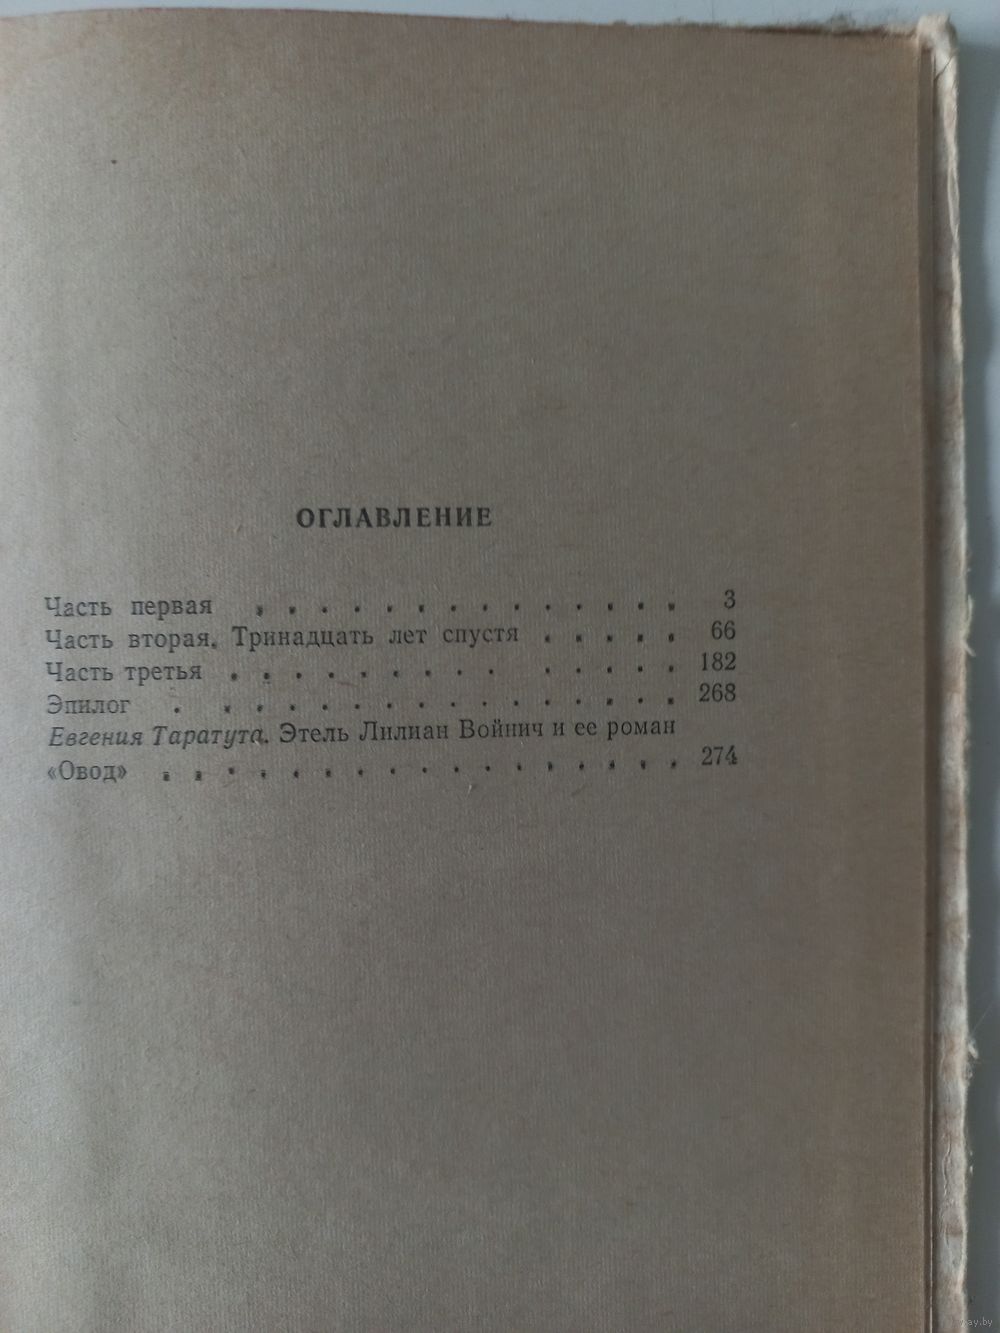 ОГЛАВЛЕНИЕ
Часть первая . . . . . . . . . . . . . . 3
Часть вторая. Тринадцать лет спустя . . . . . 66
Часть третья . . . . . . . . . . . . . . 182
Эпилог . . . . . . . . . . . . . . . . 268
Евгения Таратута. Этель Лилиан Войнич и ее роман
«Овод» . . . . . . . . . . . . . . . . . 274